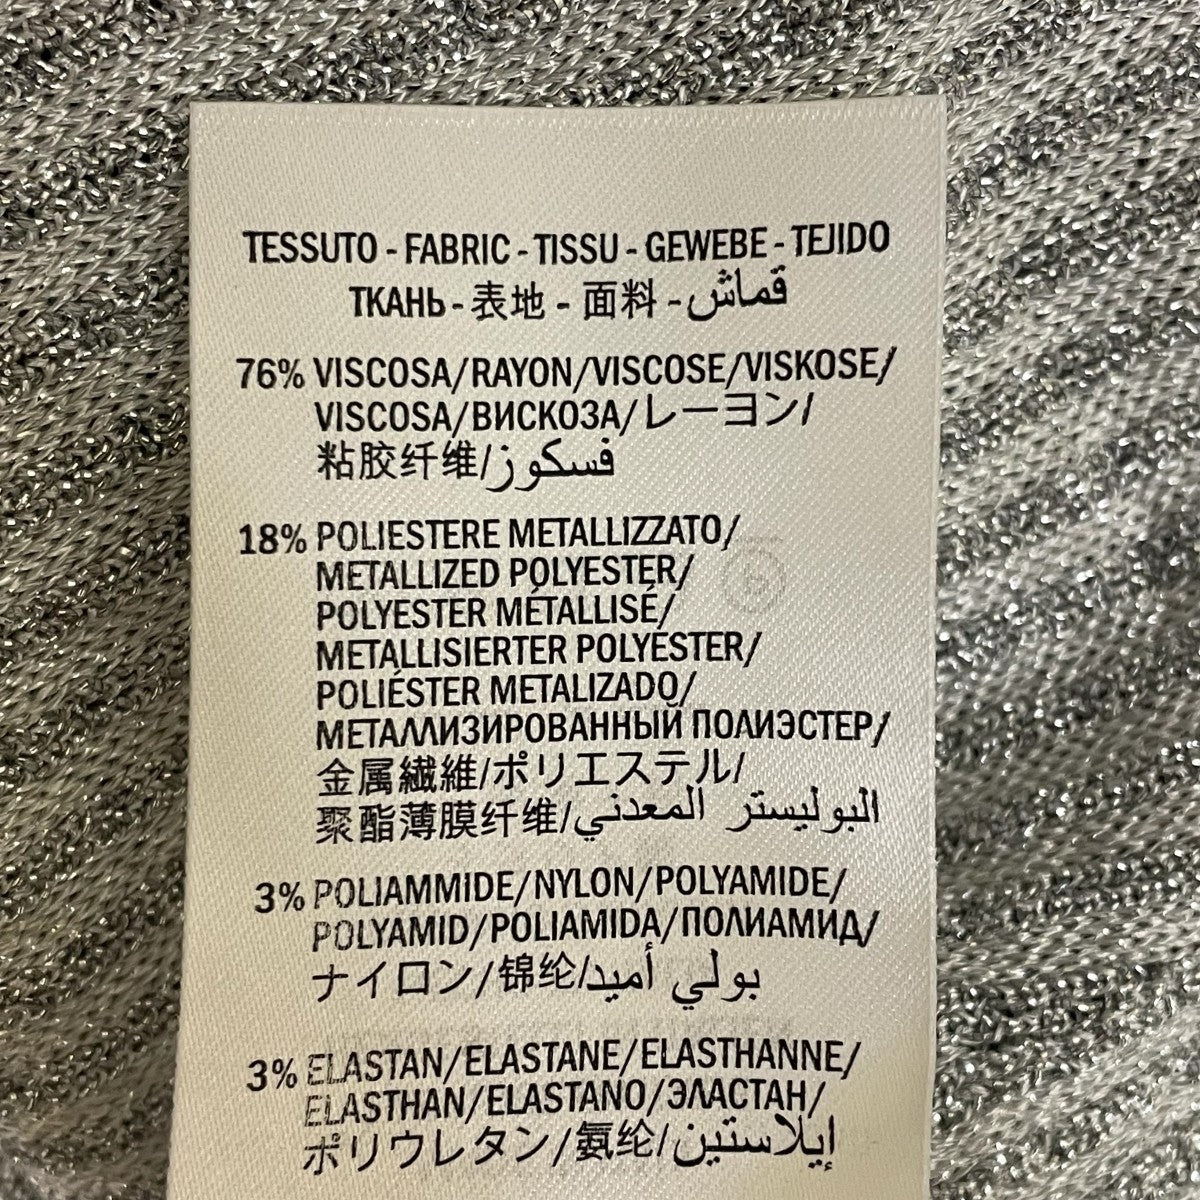 TESSUTO - FABRIC - TISSU - GEWEBE - TEJIDO
ТКАНЬ - 表地 - 面料 - قماش
76% VISCOSA/RAYON/VISCOSE/VISKOSE/
VISCOSA/ВИСКОЗА/レーヨン/
粘胶纤维/فسكوز
18% POLIESTERE METALLIZZATO/
METALLIZED POLYESTER/
POLYESTER MÉTALLISÉ/
METALLISIERTER POLYESTER/
POLIÉSTER METALIZADO/
МЕТАЛЛИЗИРОВАННЫЙ ПОЛИЭСТЕР/
金属繊維/ポリエステル/
聚酯薄膜纤维/البوليستر المعدني
3% POLIAMMIDE/NYLON/POLYAMIDE/
POLYAMID/POLIAMIDA/ПОЛИАМИД/
ナイロン/锦纶/بولي أميد
3% ELASTAN/ELASTANE/ELASTHANNE/
ELASTHAN/ELASTANO/ЭЛАСТАН/
ポリウレタン/氨纶/إيلاستين